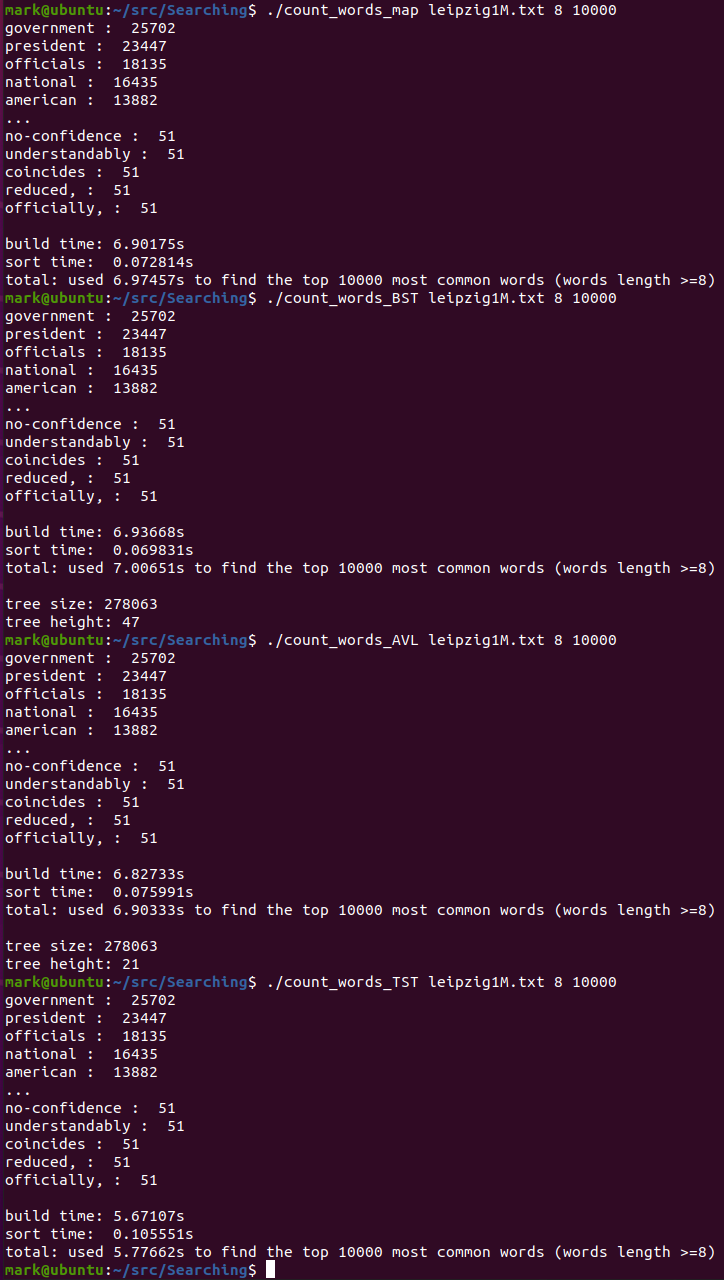 mark@ubuntu:~/src/Searching$ ./count_words_map leipzig1M.txt 8 10000
government :  25702
president :  23447
officials :  18135
national :  16435
american :  13882
...
no-confidence :  51
understandably :  51
coincides :  51
reduced, :  51
officially, :  51

build time: 6.90175s
sort time:  0.072814s
total: used 6.97457s to find the top 10000 most common words (words length >=8)
mark@ubuntu:~/src/Searching$ ./count_words_BST leipzig1M.txt 8 10000
government :  25702
president :  23447
officials :  18135
national :  16435
american :  13882
...
no-confidence :  51
understandably :  51
coincides :  51
reduced, :  51
officially, :  51

build time: 6.93668s
sort time:  0.069831s
total: used 7.00651s to find the top 10000 most common words (words length >=8)

tree size: 278063
tree height: 47
mark@ubuntu:~/src/Searching$ ./count_words_AVL leipzig1M.txt 8 10000
government :  25702
president :  23447
officials :  18135
national :  16435
american :  13882
...
no-confidence :  51
understandably :  51
coincides :  51
reduced, :  51
officially, :  51

build time: 6.82733s
sort time:  0.075991s
total: used 6.90333s to find the top 10000 most common words (words length >=8)

tree size: 278063
tree height: 21
mark@ubuntu:~/src/Searching$ ./count_words_TST leipzig1M.txt 8 10000
government :  25702
president :  23447
officials :  18135
national :  16435
american :  13882
...
no-confidence :  51
understandably :  51
coincides :  51
reduced, :  51
officially, :  51

build time: 5.67107s
sort time:  0.105551s
total: used 5.77662s to find the top 10000 most common words (words length >=8)
mark@ubuntu:~/src/Searching$